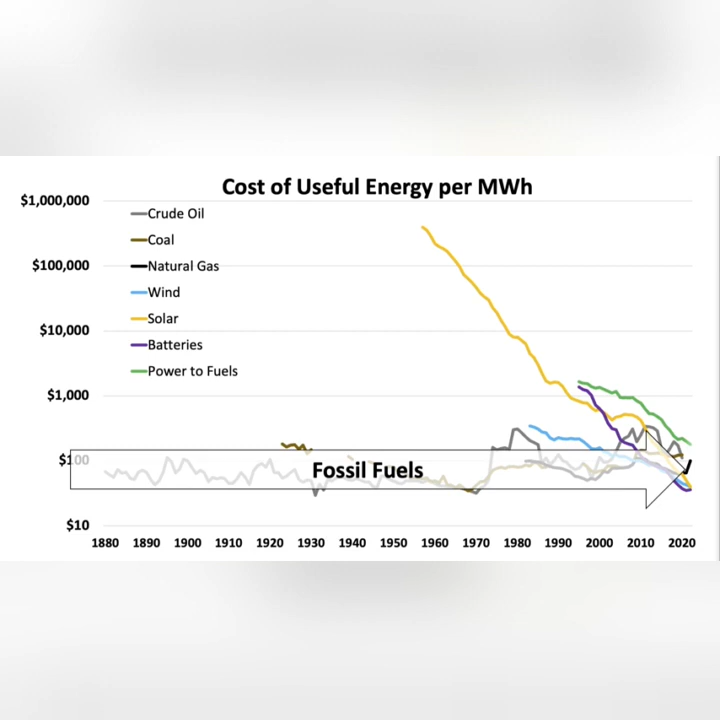 Cost of Useful Energy per MWh
$1,000,000
Crude Oil
Coal
$100,000
Natural Gas
Wind
Solar
$10,000
Batteries
Power to Fuels
$1,000
$100
Fossil Fuels
$10
1880 1890 1900 1910 1920 1930 1940 1950 1960 1970 1980 1990 2000 2010 2020